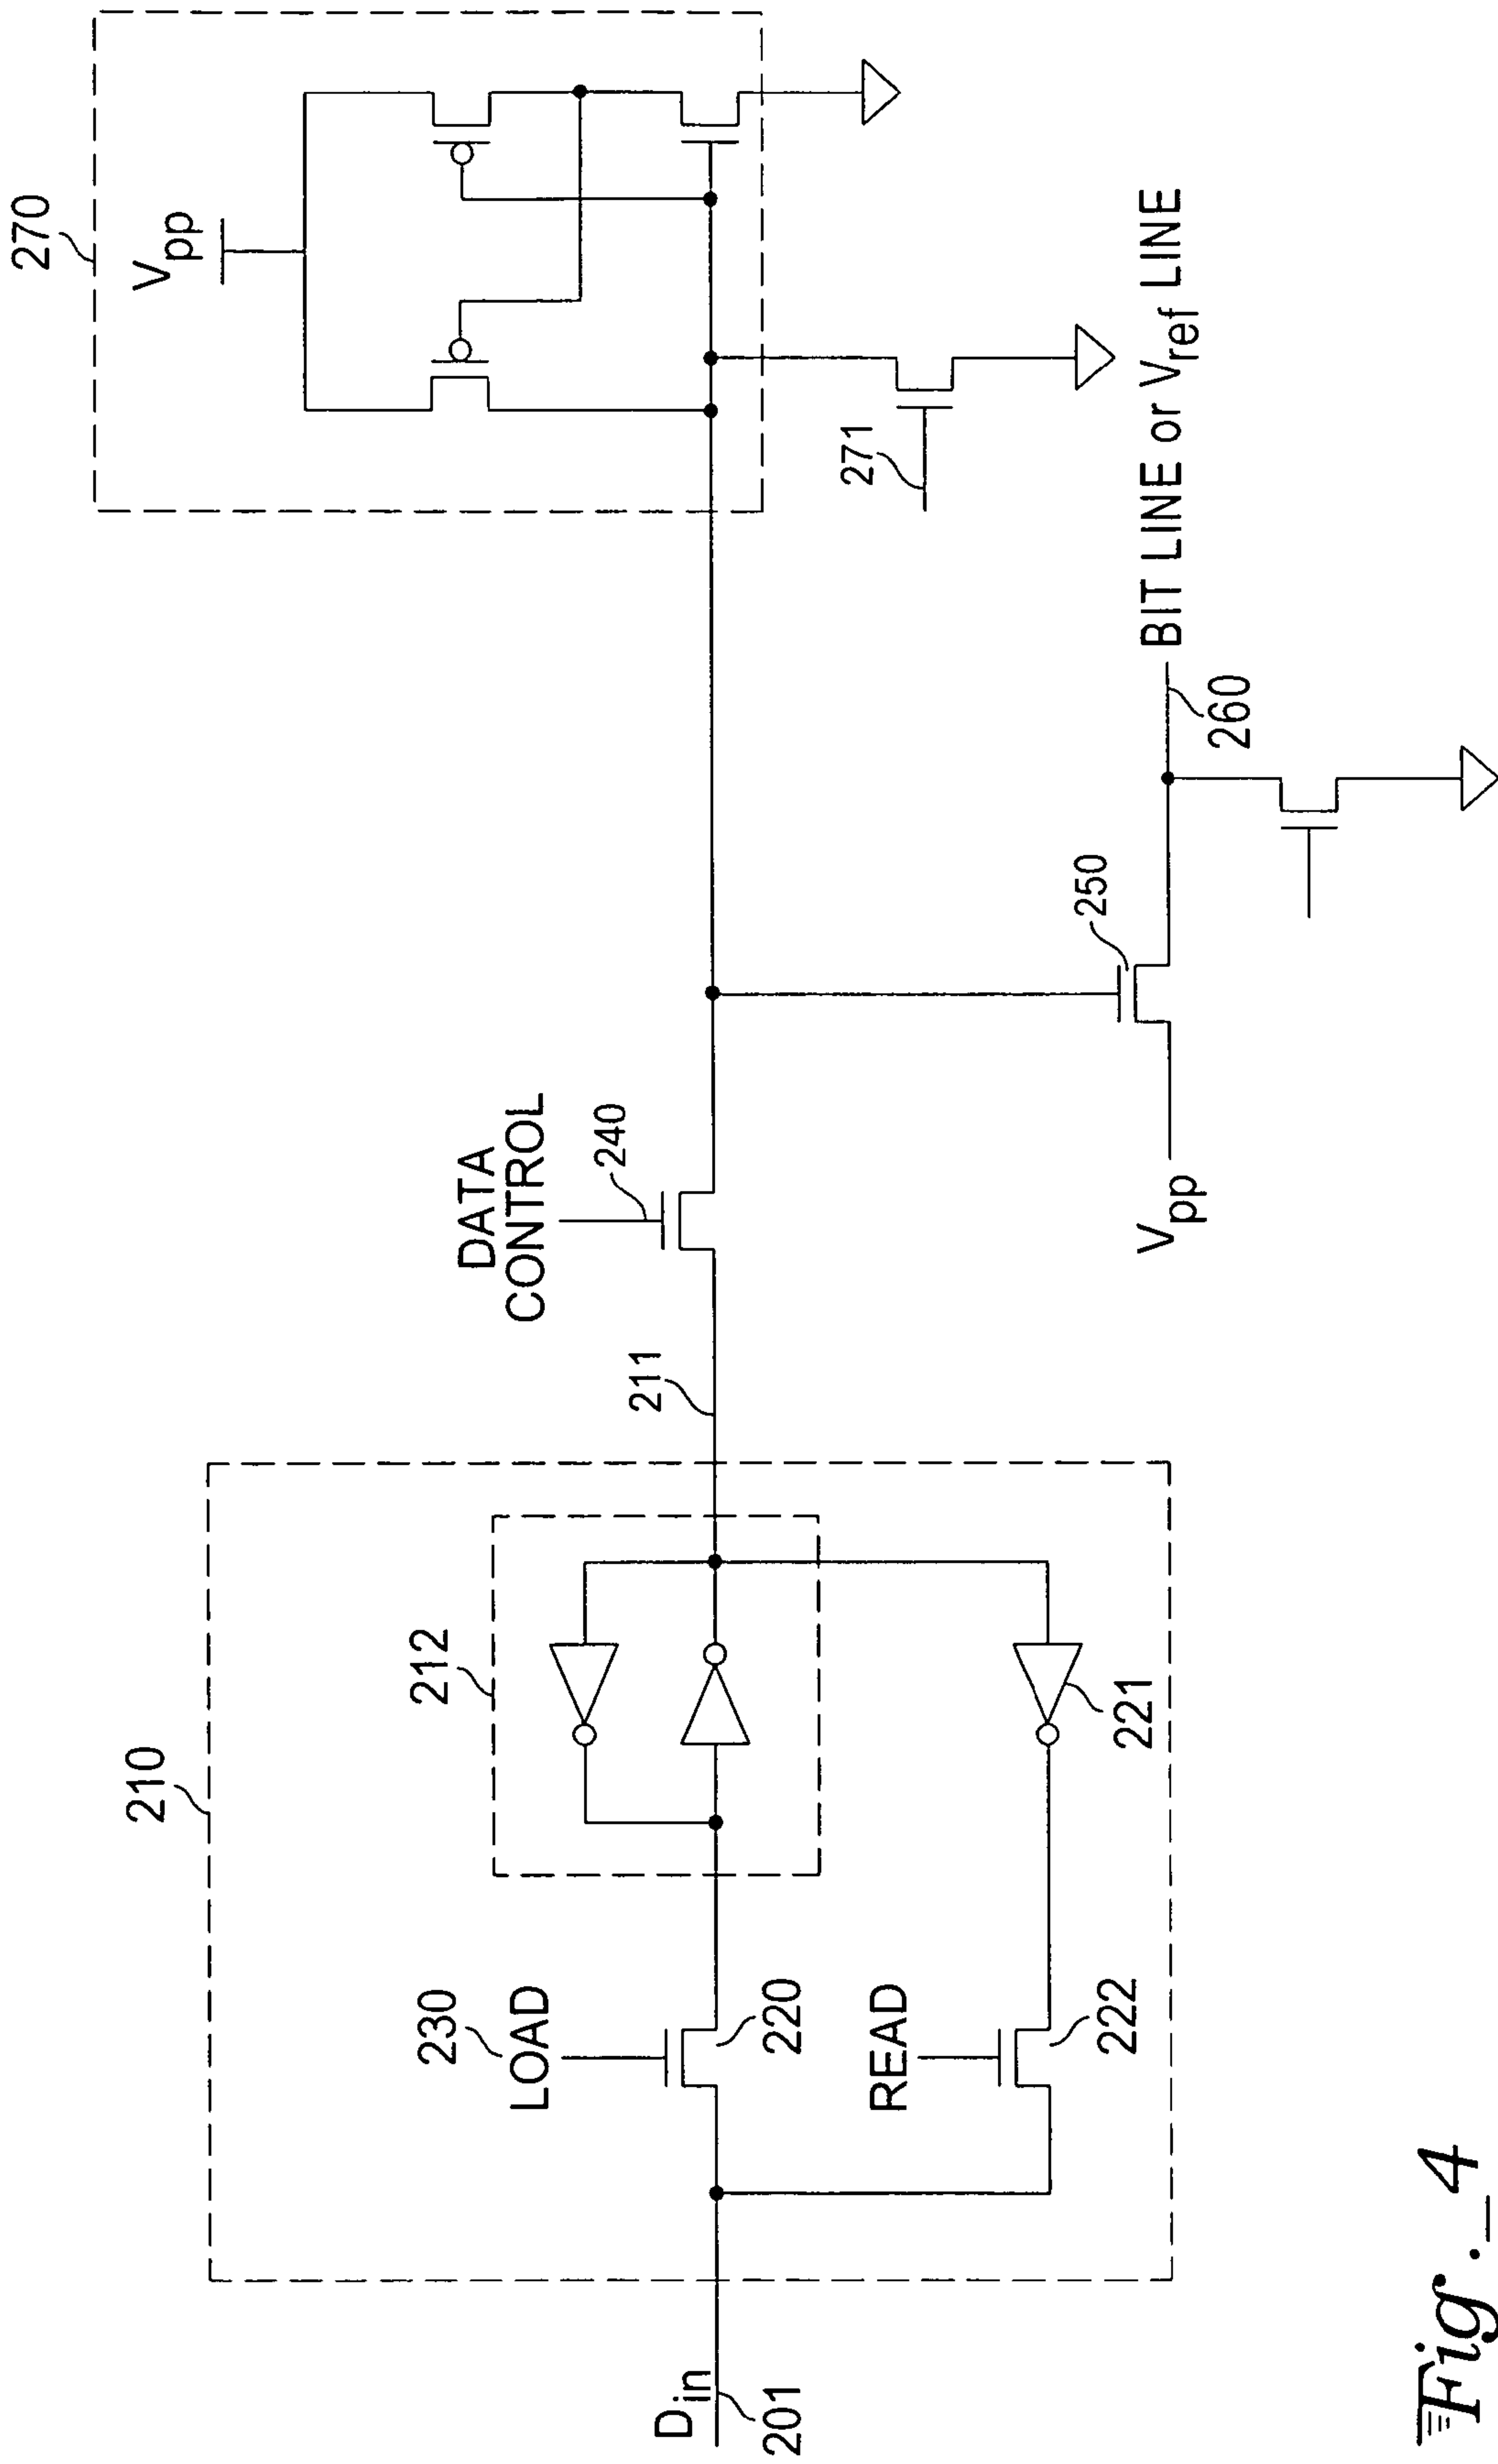 270
Vpp
271
BIT LINE or Vref LINE
260
250
Vpp
DATA
CONTROL
240
211
210
212
221
230
LOAD
220
READ
222
Din
201
Fig._4